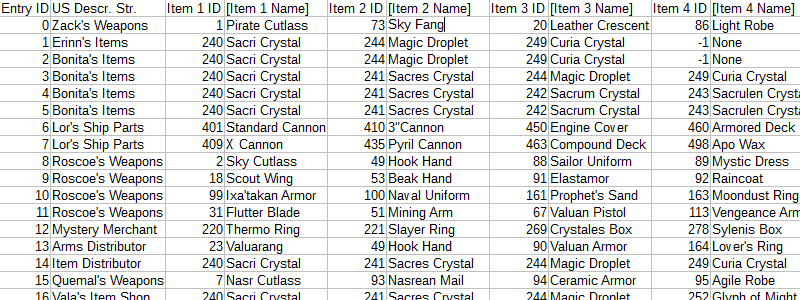 Entry ID US Descr. Str. Item 1 ID [Item 1 Name] Item 2 ID [Item 2 Name] Item 3 ID [Item 3 Name] Item 4 ID [Item 4 Name]
0 Zack's Weapons 1 Pirate Cutlass 73 Sky Fang 20 Leather Crescent 86 Light Robe
1 Erinn's Items 240 Sacri Crystal 244 Magic Droplet 249 Curia Crystal -1 None
2 Bonita's Items 240 Sacri Crystal 244 Magic Droplet 249 Curia Crystal -1 None
3 Bonita's Items 240 Sacri Crystal 241 Sacres Crystal 244 Magic Droplet 249 Curia Crystal
4 Bonita's Items 240 Sacri Crystal 241 Sacres Crystal 242 Sacrum Crystal 243 Sacrulen Crysta
5 Bonita's Items 240 Sacri Crystal 241 Sacres Crystal 242 Sacrum Crystal 243 Sacrulen Crysta
6 Lor's Ship Parts 401 Standard Cannon 410 3"Cannon 450 Engine Cover 460 Armored Deck
7 Lor's Ship Parts 409 X Cannon 435 Pyril Cannon 463 Compound Deck 498 Apo Wax
8 Roscoe's Weapons 2 Sky Cutlass 49 Hook Hand 88 Sailor Uniform 89 Mystic Dress
9 Roscoe's Weapons 18 Scout Wing 53 Beak Hand 91 Elastamor 92 Raincoat
10 Roscoe's Weapons 99 Ixa'takan Armor 100 Naval Uniform 161 Prophet's Sand 163 Moondust Ring
11 Roscoe's Weapons 31 Flutter Blade 51 Mining Arm 67 Valuan Pistol 113 Vengeance Arm
12 Mystery Merchant 220 Thermo Ring 221 Slayer Ring 269 Crystales Box 278 Sylenis Box
13 Arms Distributor 23 Valuarang 49 Hook Hand 90 Valuan Armor 164 Lover's Ring
14 Item Distributor 240 Sacri Crystal 241 Sacres Crystal 244 Magic Droplet 249 Curia Crystal
15 Quemal's Weapons 7 Nasr Cutlass 93 Nasrean Mail 94 Ceramic Armor 95 Agile Robe
16 Vala's Item Shop 240 Sacri Crystal 241 Sacres Crystal 244 Magic Droplet 252 Glyph of Might